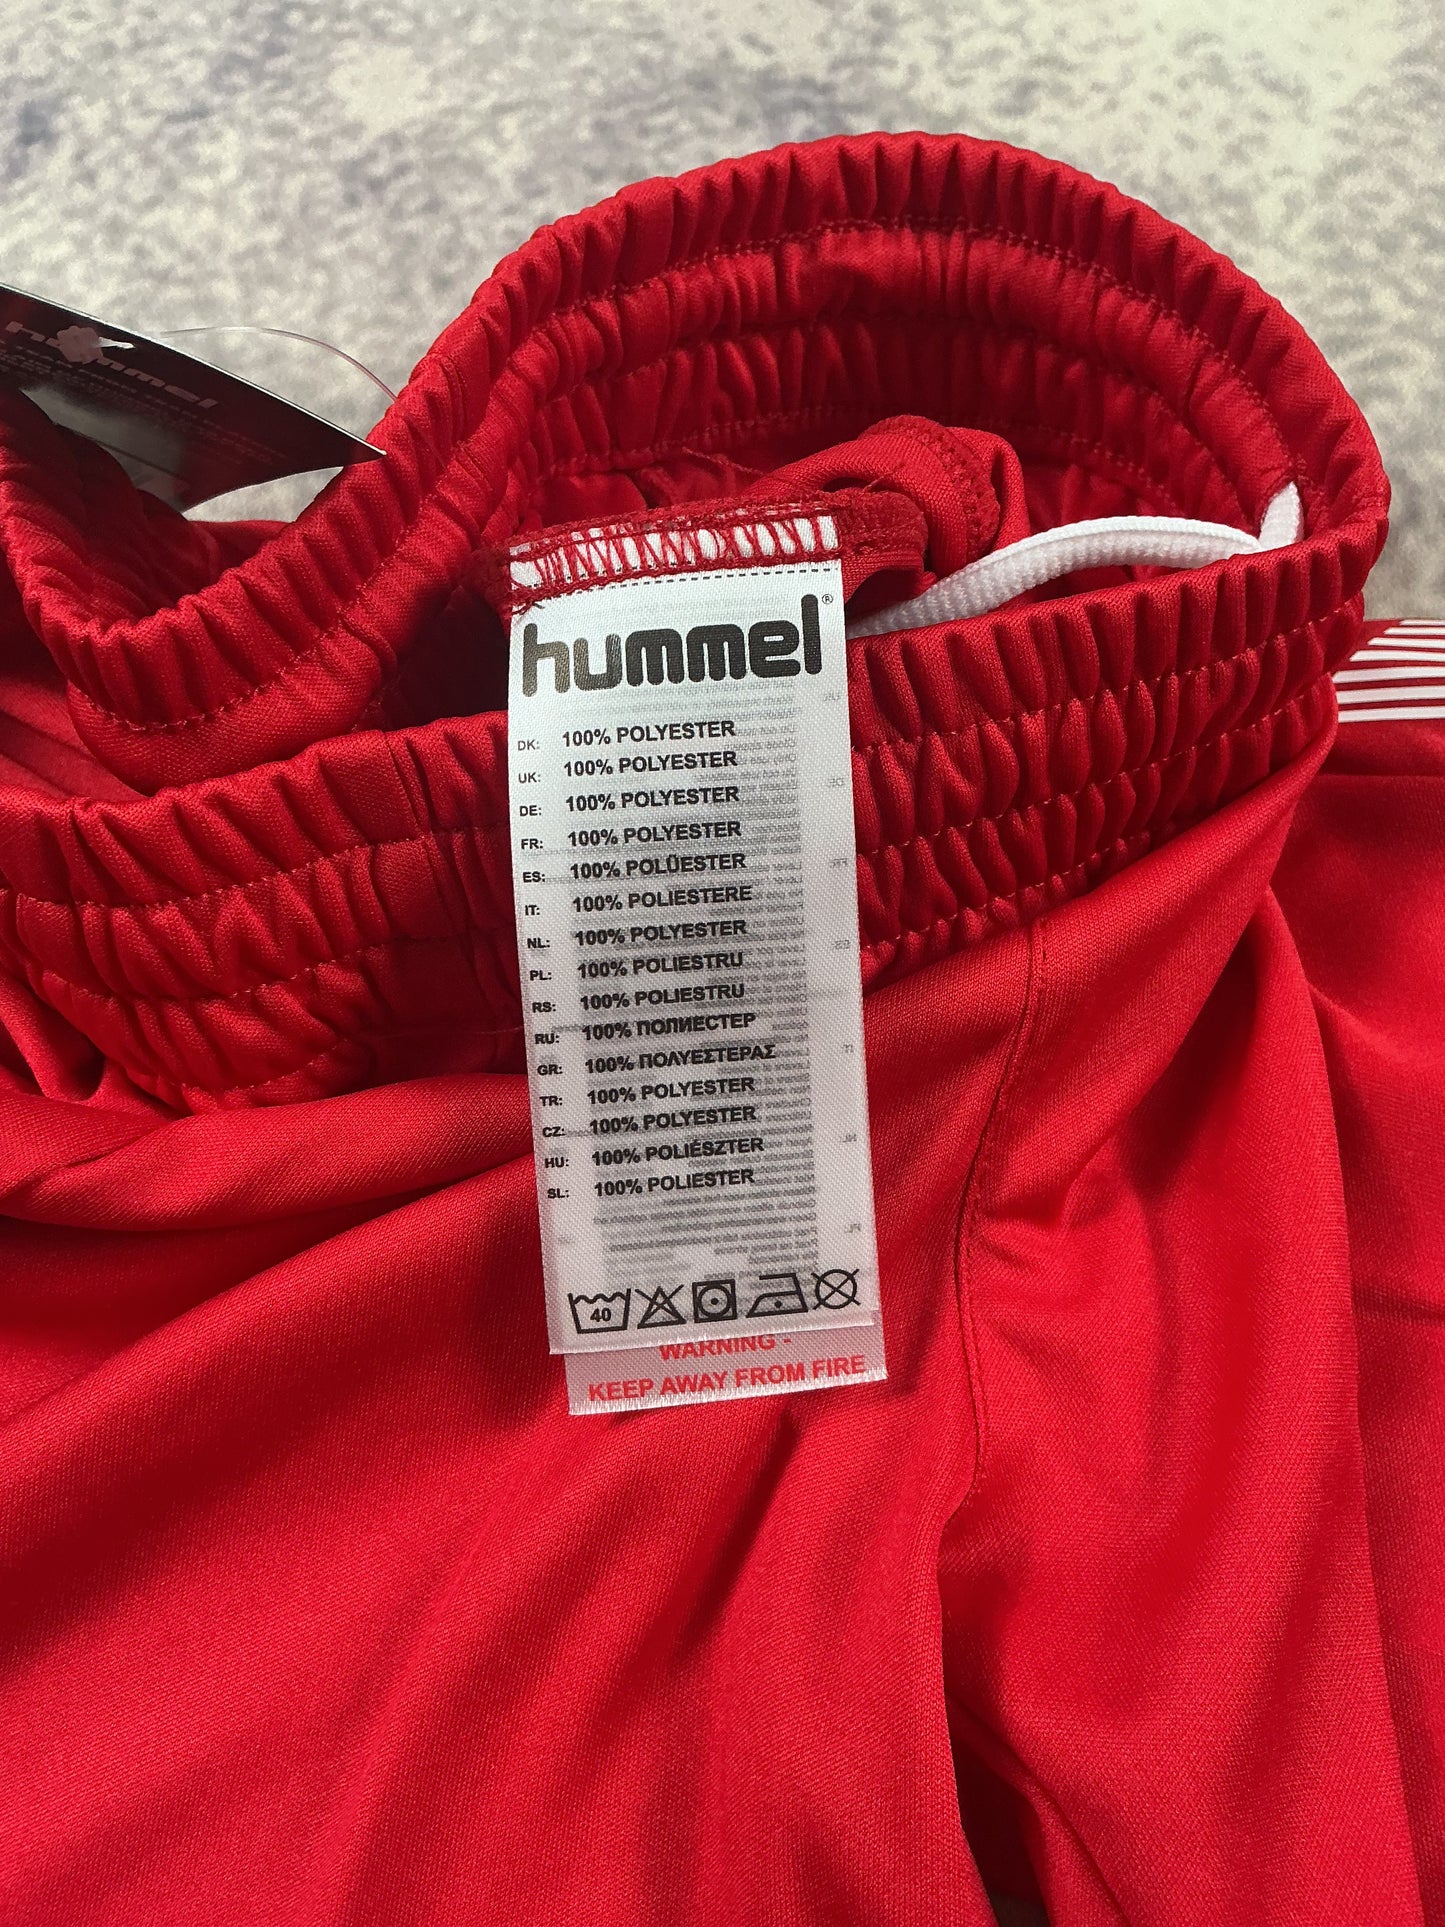 hummel
hummel®
DK: 100% POLYESTER
UK: 100% POLYESTER
DE: 100% POLYESTER
FR: 100% POLYESTER
ES: 100% POLÜESTER
IT: 100% POLIESTERE
NL: 100% POLYESTER
PL: 100% POLIESTRU
RS: 100% POLIESTRU
RU: 100% ПОЛИЕСТЕР
GR: 100% ΠΟΛΥΕΣΤΕΡΑΣ
TR: 100% POLYESTER
CZ: 100% POLYESTER
HU: 100% POLIÉSZTER
SL: 100% POLIESTER
40
WARNING -
KEEP AWAY FROM FIRE